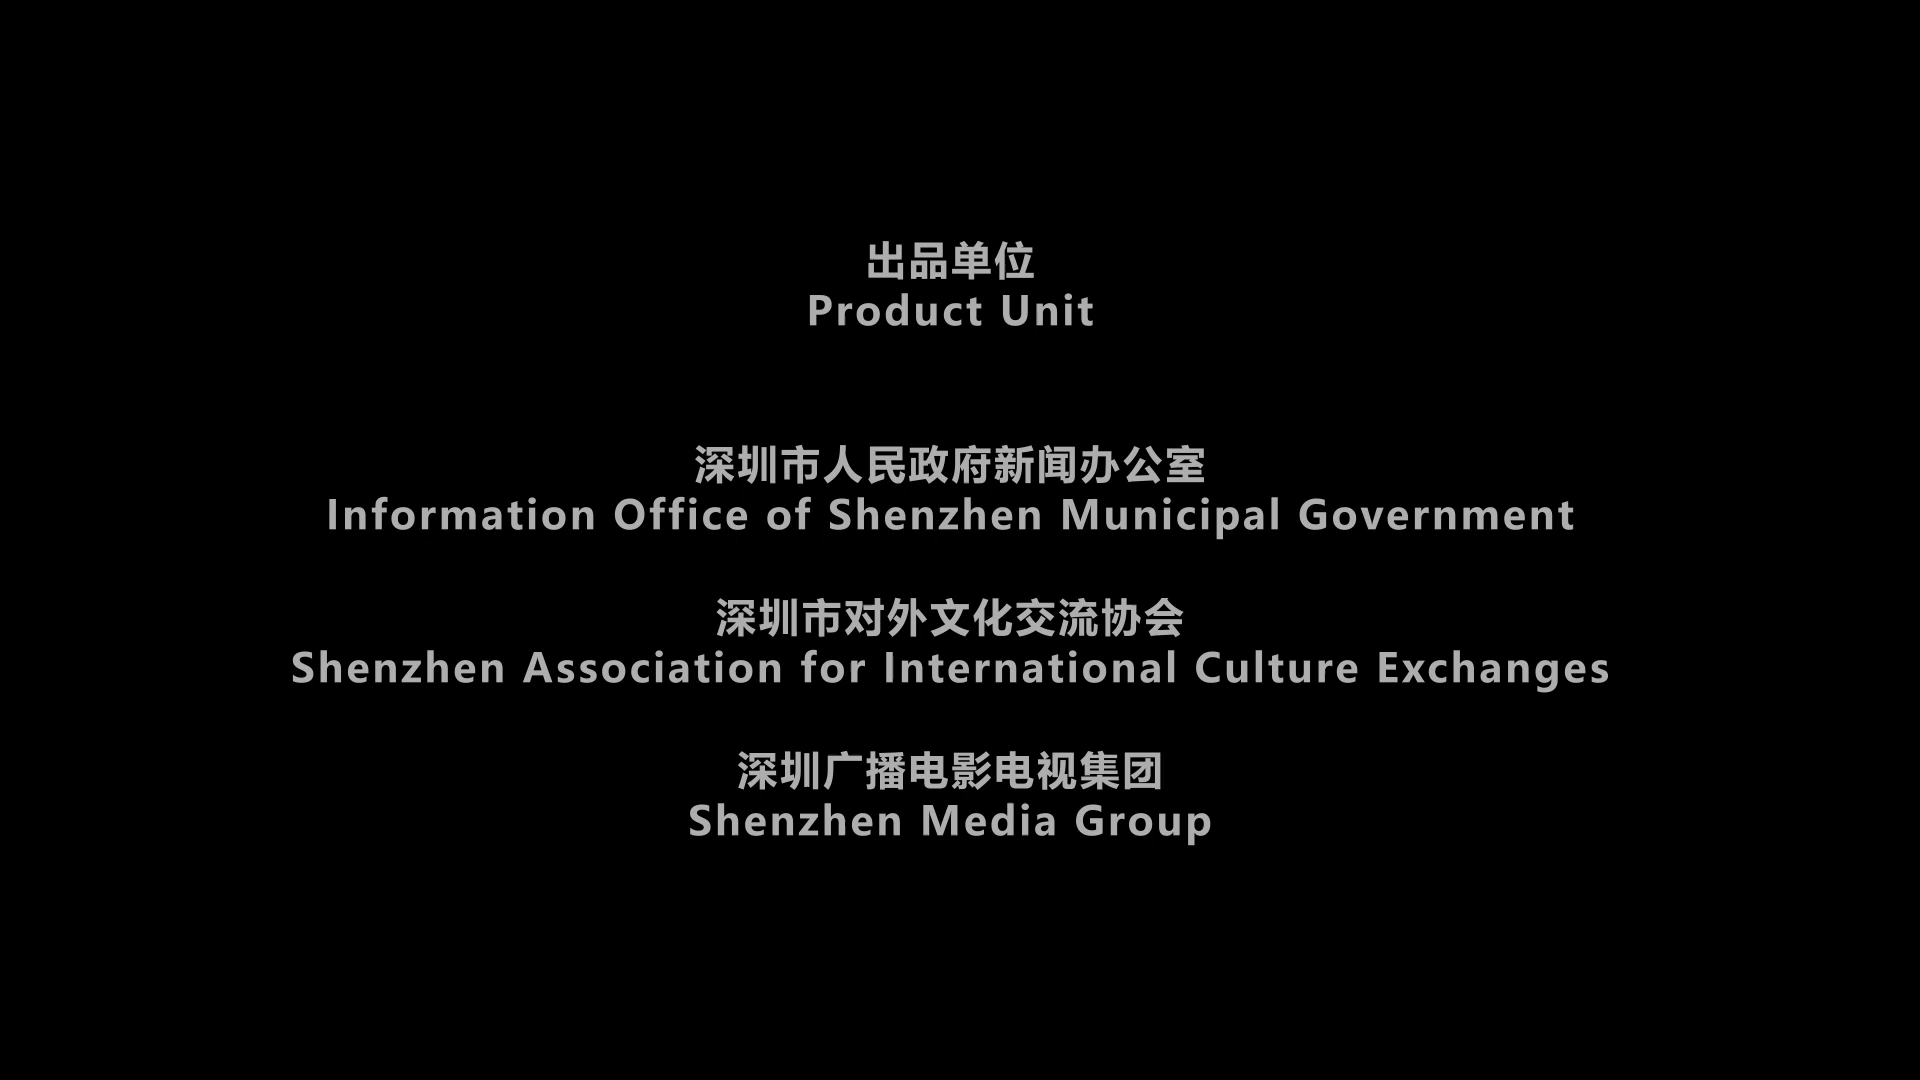 出品单位
Product Unit
深圳市人民政府新闻办公室
Information Office of Shenzhen Municipal Government
深圳市对外文化交流协会
Shenzhen Association for International Culture Exchanges
深圳广播电影电视集团
Shenzhen Media Group